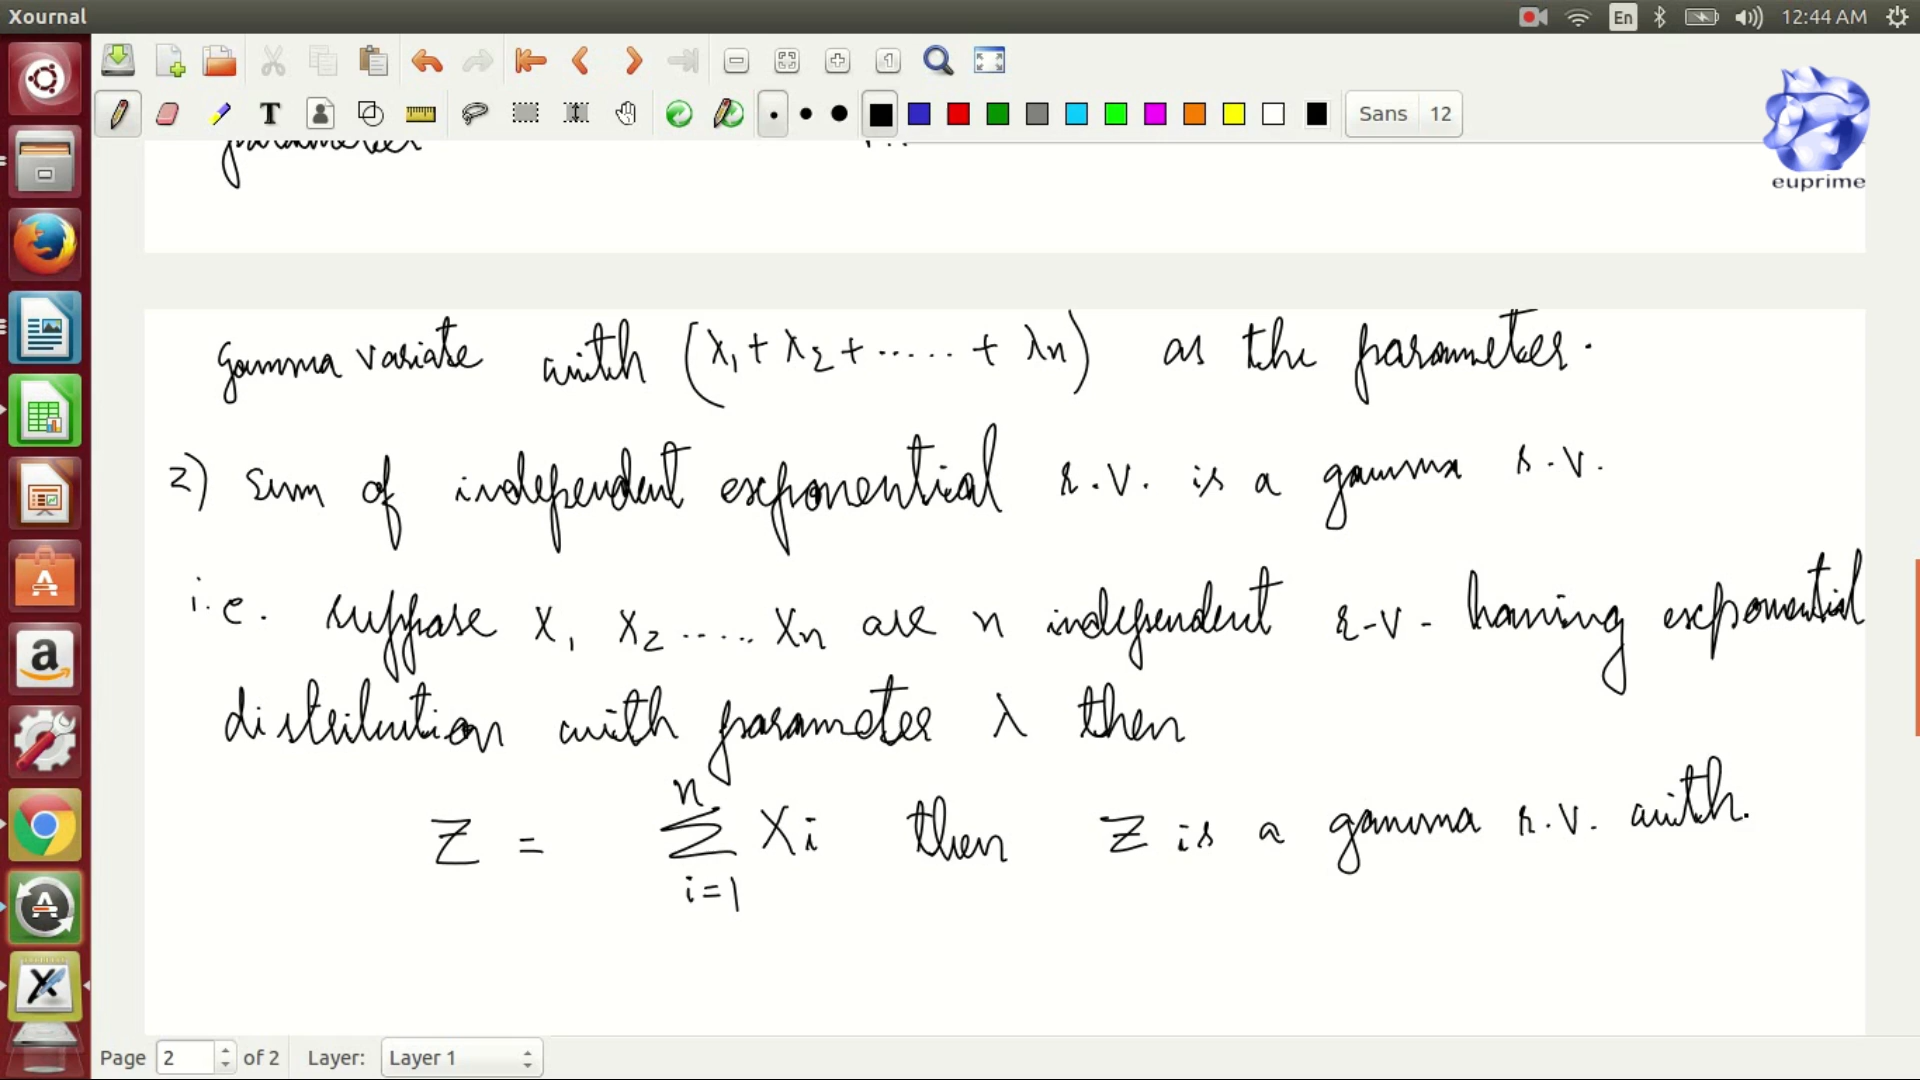 Xournal
En
12:44 AM
Sans 12
euprime
parameter
gamma variate with (λ1 + λ2 + ...... + λn) as the parameter.
2) sum of independent exponential r.v. is a gamma r.v.
i.e. suppose X1 X2 ..... Xn are n independent r.v. having exponential
distribution with parameter λ then
Z = n∑i=1 Xi then Z is a gamma r.v. with.
Page 2 of 2 Layer: Layer 1